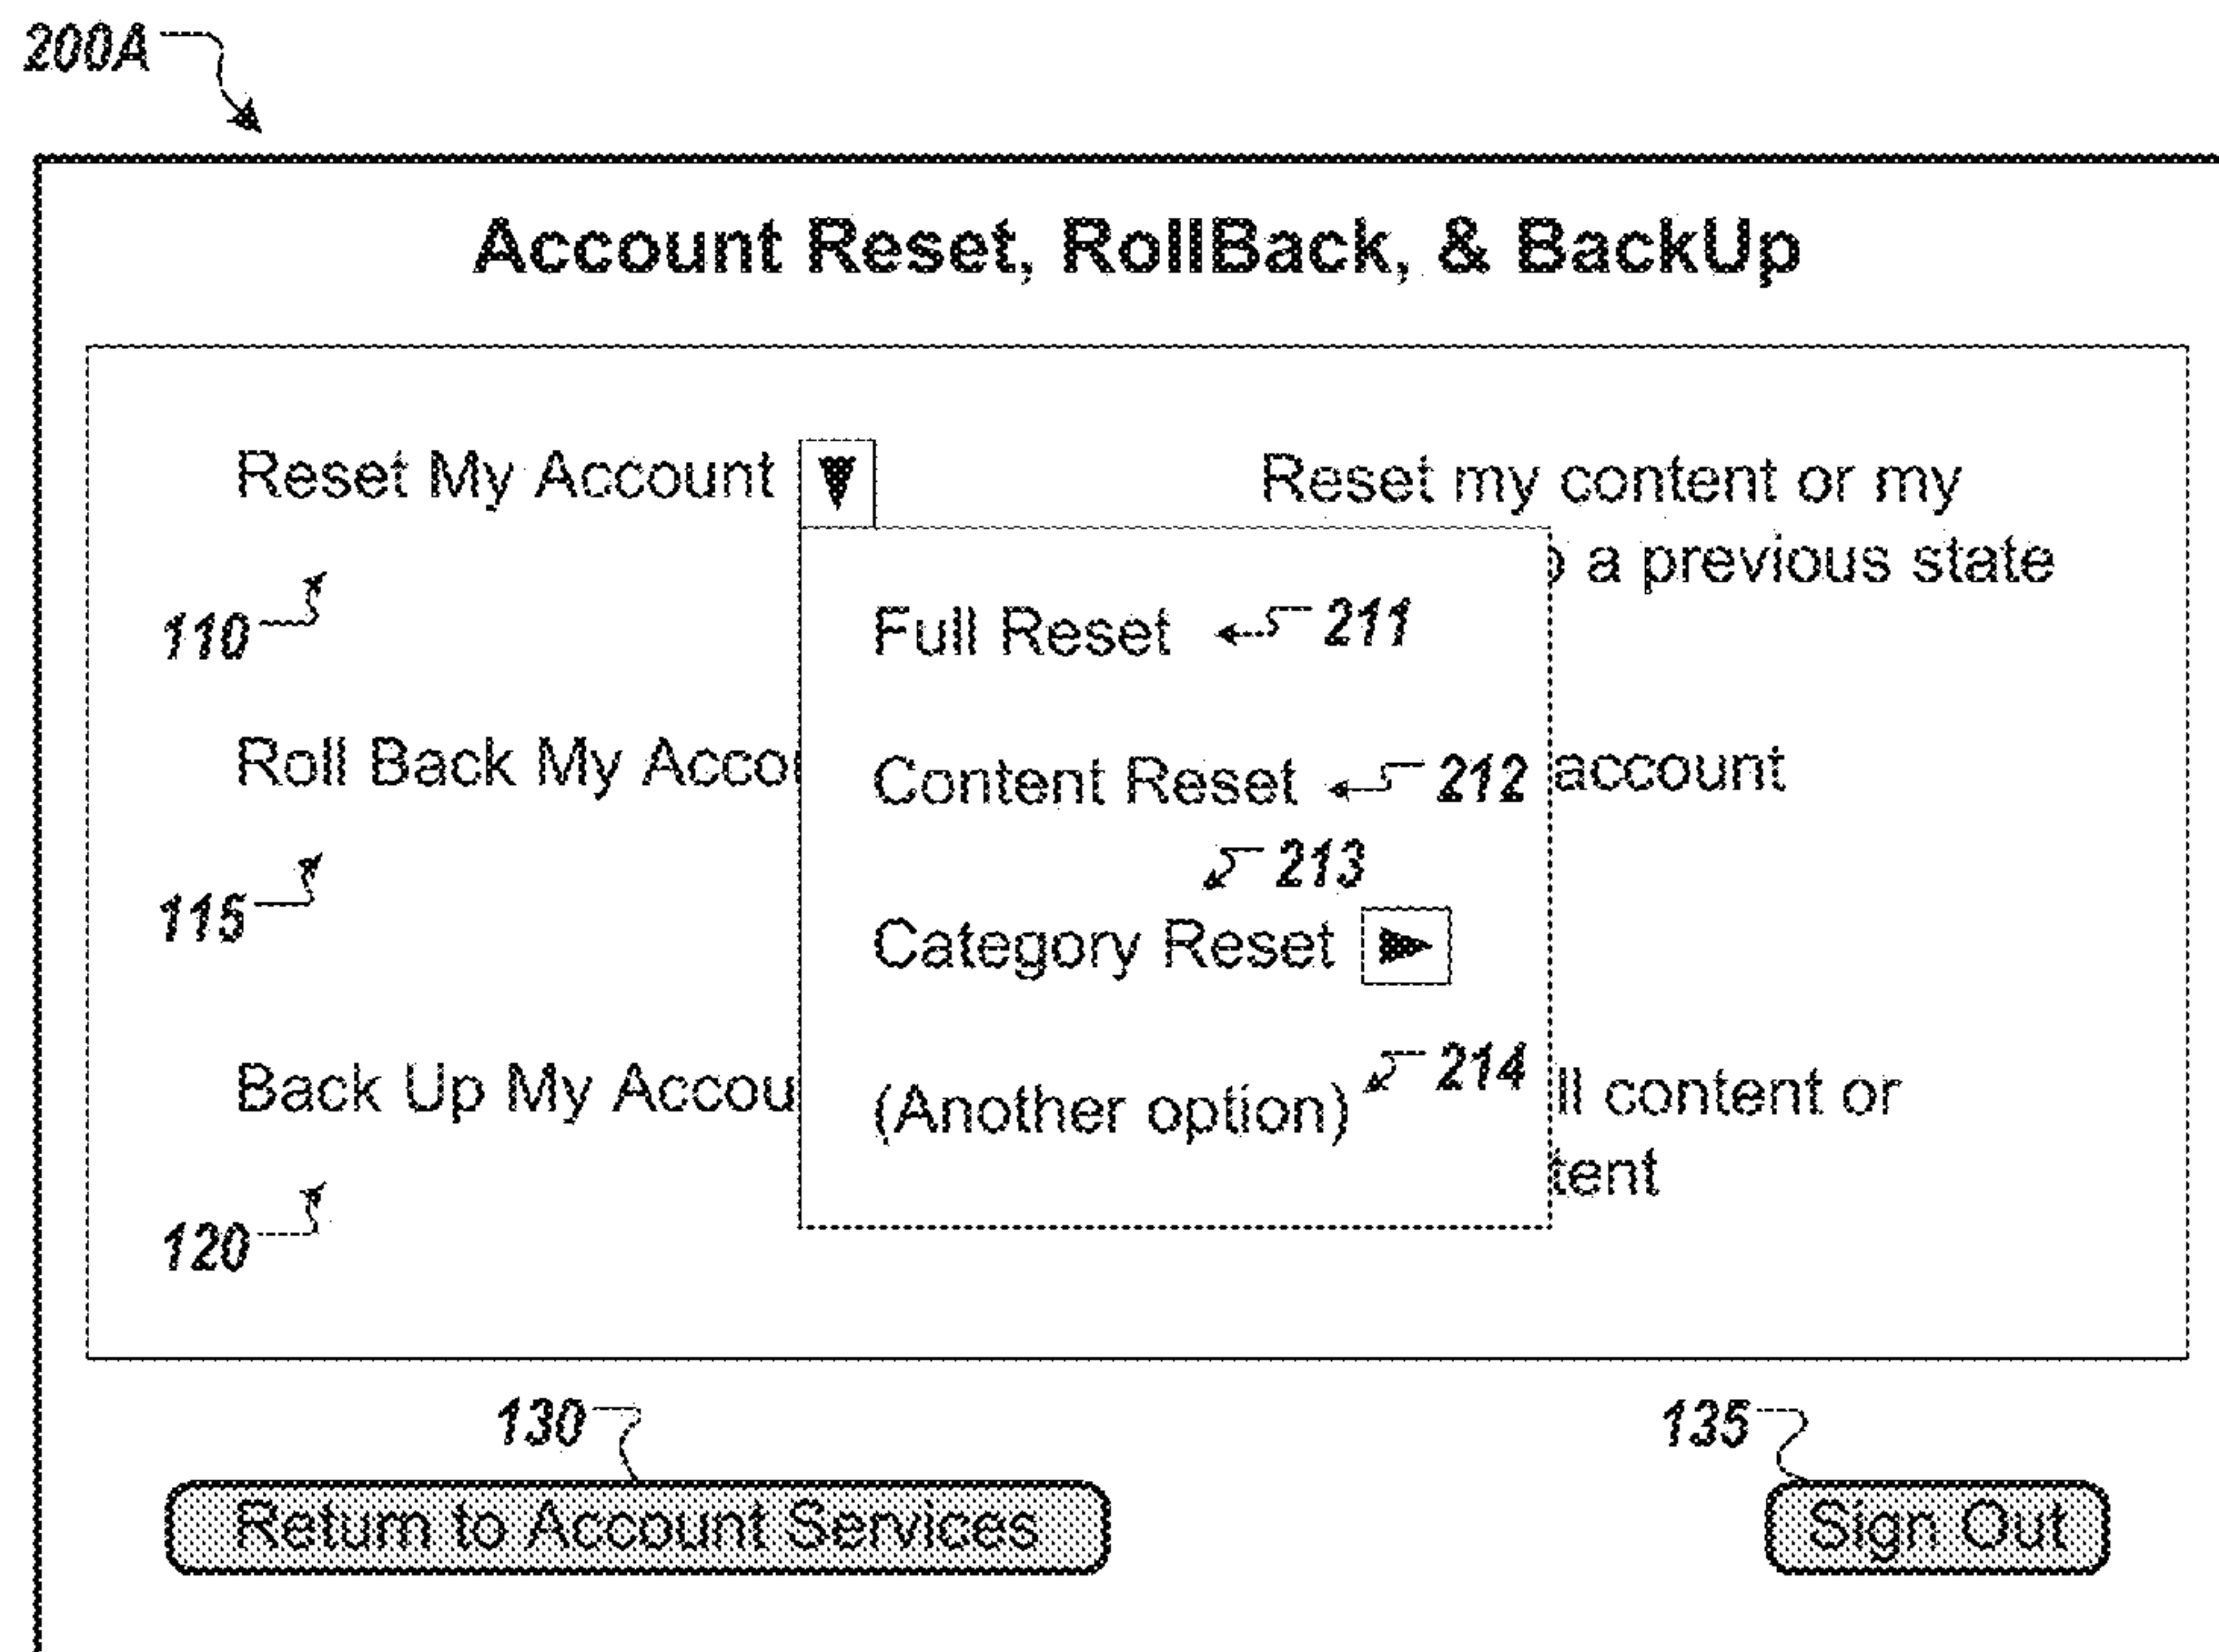 200A
Account Reset, RollBack, & BackUp
Reset My Account
Reset my content or my
a previous state
110
Full Reset
211
Roll Back My Acco
Content Reset
212
account
115
213
Category Reset
Back Up My Accou
(Another option)
214
ll content or
tent
120
130
135
Return to Account Services
Sign Out